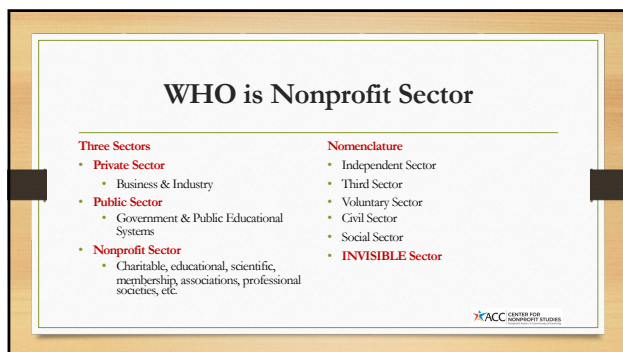 WHO is Nonprofit Sector
Three Sectors
• Private Sector
• Business & Industry
• Public Sector
• Government & Public Educational
Systems
• Nonprofit Sector
• Charitable, educational, scientific,
membership, associations, professional
societies, etc.
Nomenclature
• Independent Sector
• Third Sector
• Voluntary Sector
• Civil Sector
• Social Sector
• INVISIBLE Sector
ACC CENTER FOR
NONPROFIT STUDIES